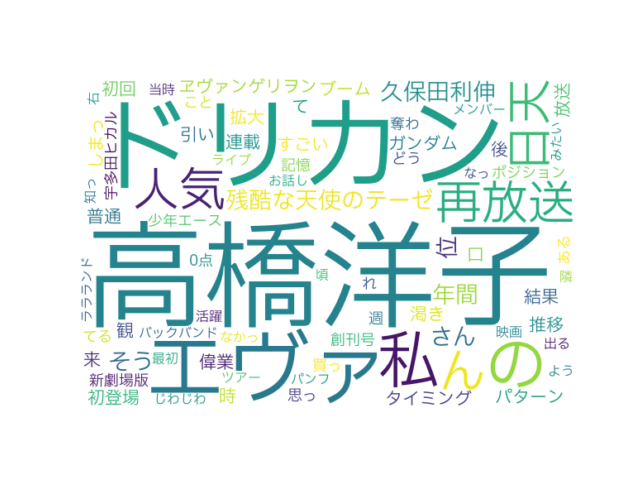 当時
右
初回
ヱヴァンゲリヲン
ブーム
久保田利伸
メンバー
放送
こと
拡大
て
白天
引い
連載
すごい
奪わ
ガンダム
みたい
しまっ
宇多田ヒカル
ドリカン
ライブ
記憶
どう
後
知っ
人気
お話し
なっ
ポジション
普通
残酷な天使のテーゼ
再放送
少年エース
0点
高橋洋子
位
口
ある
隣
ララランド
頃
れ
年間
結果
活躍
週
渇き
てる
バックバンド
なかっ
創刊号
さん
映画
推移
観
来
そう
最初
偉業
エヴァ
買っ
私
ん
の
出る
よう
新劇場版
ツアー
パンフ
初登場
じわじわ
時
思っ
タイミング
パターン